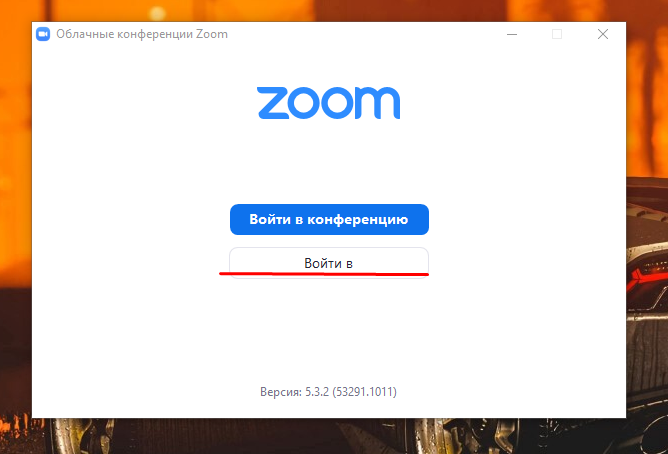 Облачные конференции Zoom
zoom
Войти в конференцию
Войти в
Версия: 5.3.2 (53291.1011)